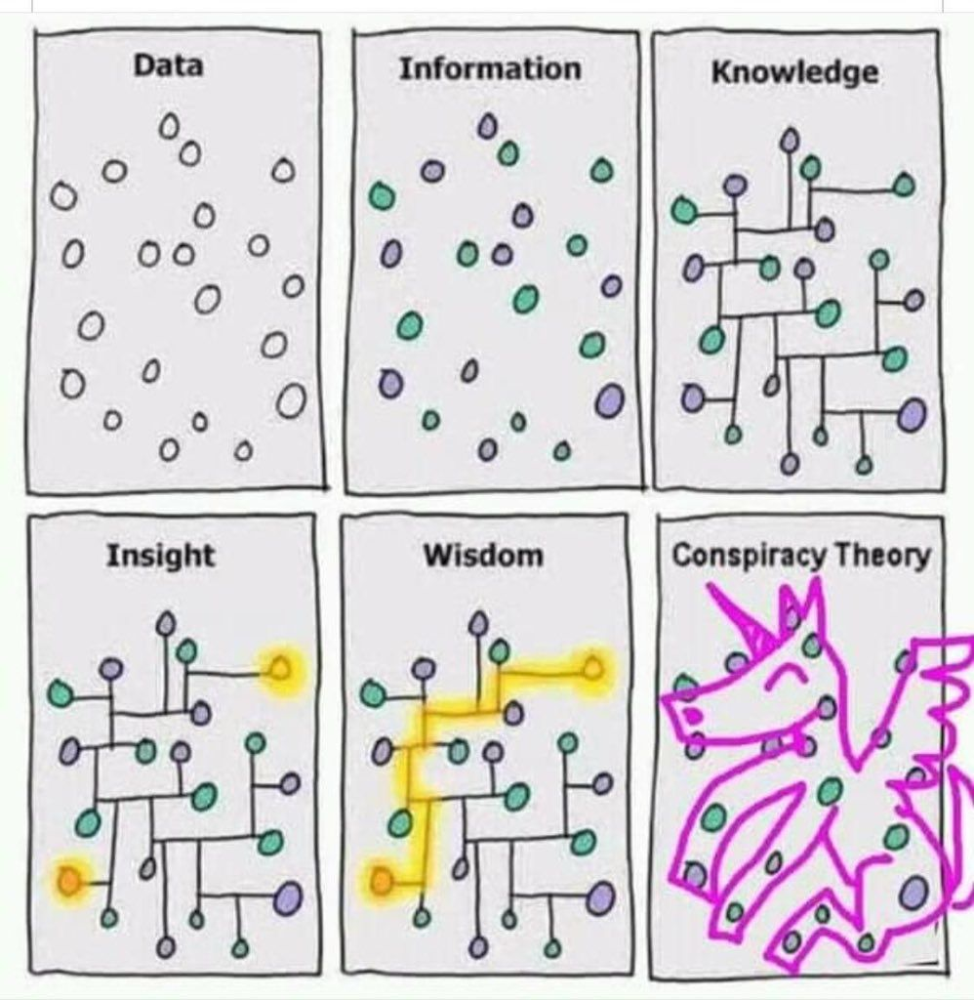 Data
Information
Knowledge
Insight
Wisdom
Conspiracy Theory